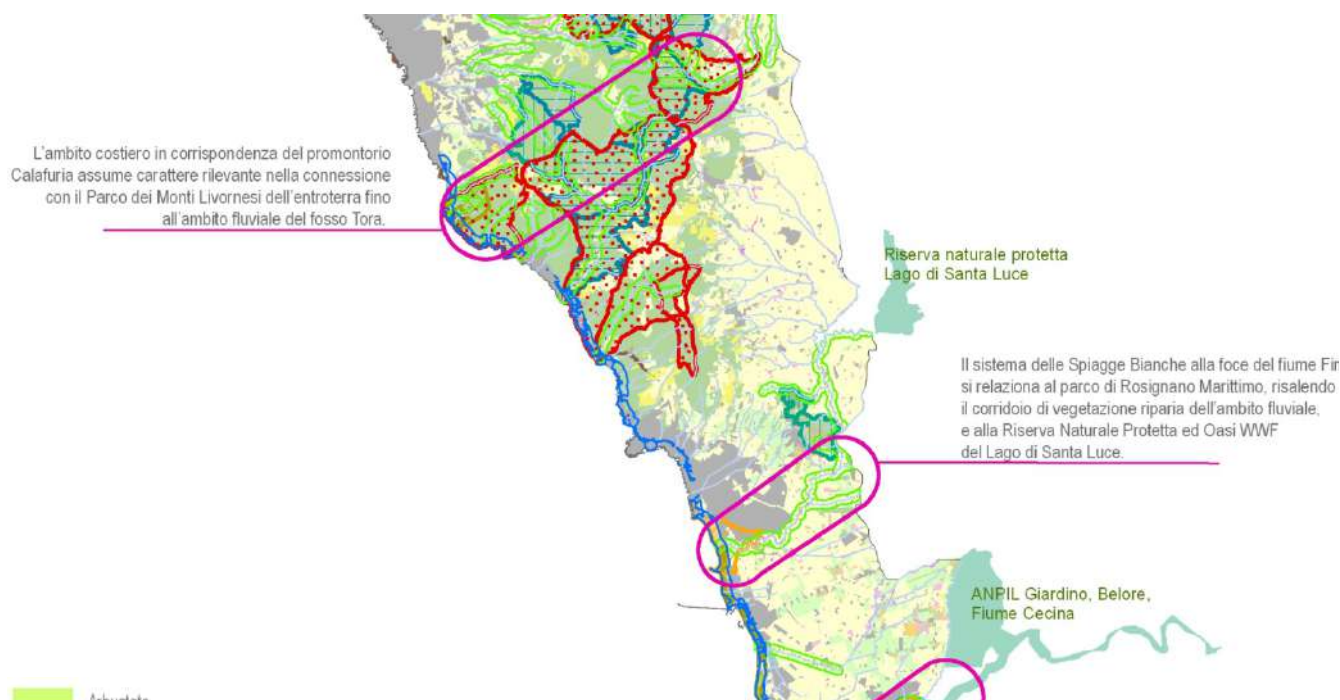 L'ambito costiero in corrispondenza del promontorio
Calafuria assume carattere rilevante nella connessione
con il Parco dei Monti Livornesi dell'entroterra fino
all'ambito fluviale del fosso Tora.
Riserva naturale protetta
Lago di Santa Luce
Il sistema delle Spiagge Bianche alla foce del fiume Fin
si relaziona al parco di Rosignano Marittimo, risalendo
il corridoio di vegetazione riparia dell'ambito fluviale,
e alla Riserva Naturale Protetta ed Oasi WWF
del Lago di Santa Luce.
ANPIL Giardino, Belore,
Fiume Cecina